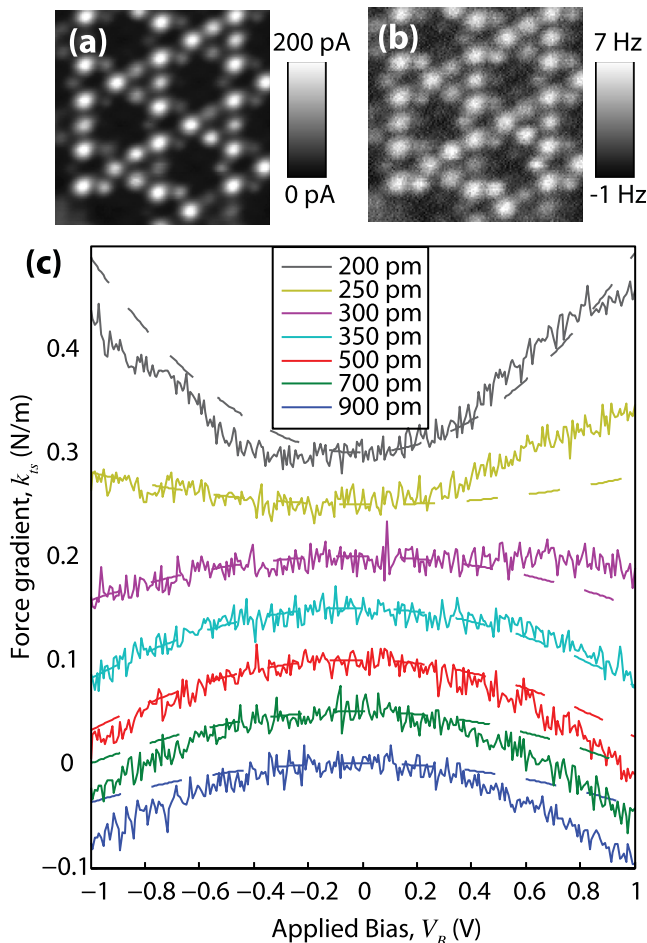 (a)
200 pA
0 pA
(b)
7 Hz
-1 Hz
(c)
200 pm
250 pm
300 pm
350 pm
500 pm
700 pm
900 pm
Force gradient, k_ts (N/m)
0.4
0.3
0.2
0.1
0
−0.1
−1 −0.8 −0.6 −0.4 −0.2 0 0.2 0.4 0.6 0.8 1
Applied Bias, V_B (V)